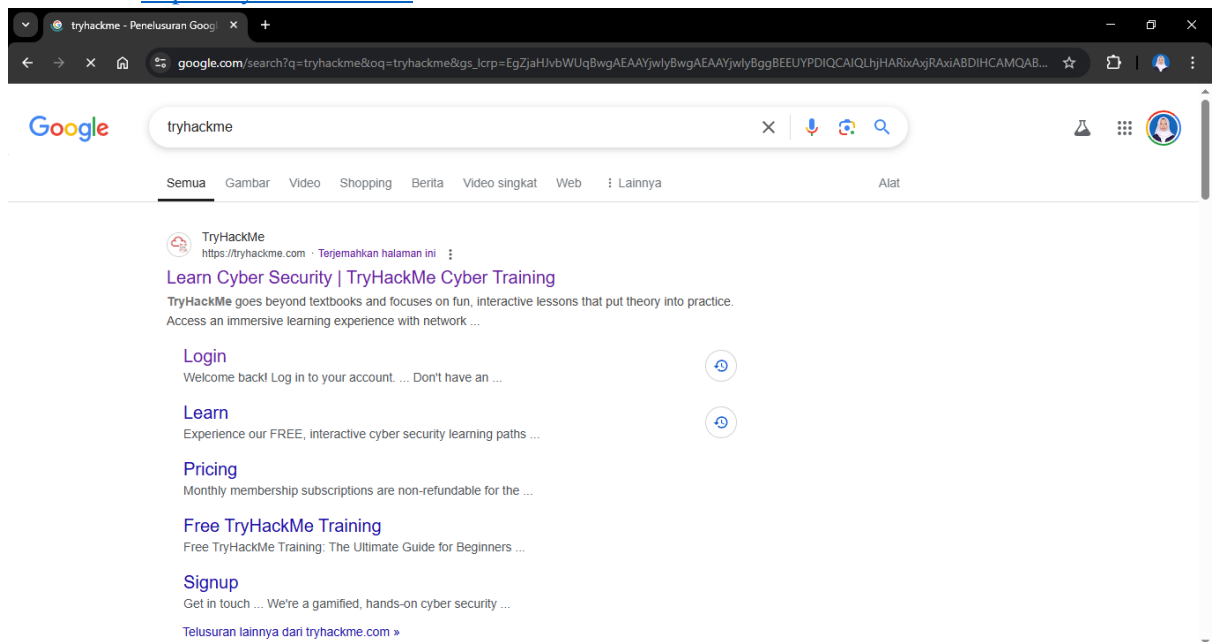 tryhackme - Penelusuran Googl
google.com/search?q=tryhackme&oq=tryhackme&gs_lcrp=EgZjaHJvbWUqBwgAEAAYjwIyBwgAEAAYjwIyBggBEEUYPDIQCAIQLhjHARixAxjRAxiABDIHCAMQAB...
Google
tryhackme
Semua Gambar Video Shopping Berita Video singkat Web Lainnya Alat
TryHackMe
https://tryhackme.com · Terjemahkan halaman ini
Learn Cyber Security | TryHackMe Cyber Training
TryHackMe goes beyond textbooks and focuses on fun, interactive lessons that put theory into practice.
Access an immersive learning experience with network ...
Login
Welcome back! Log in to your account. ... Don't have an ...
Learn
Experience our FREE, interactive cyber security learning paths ...
Pricing
Monthly membership subscriptions are non-refundable for the ...
Free TryHackMe Training
Free TryHackMe Training: The Ultimate Guide for Beginners ...
Signup
Get in touch ... We're a gamified, hands-on cyber security ...
Telusuran lainnya dari tryhackme.com »